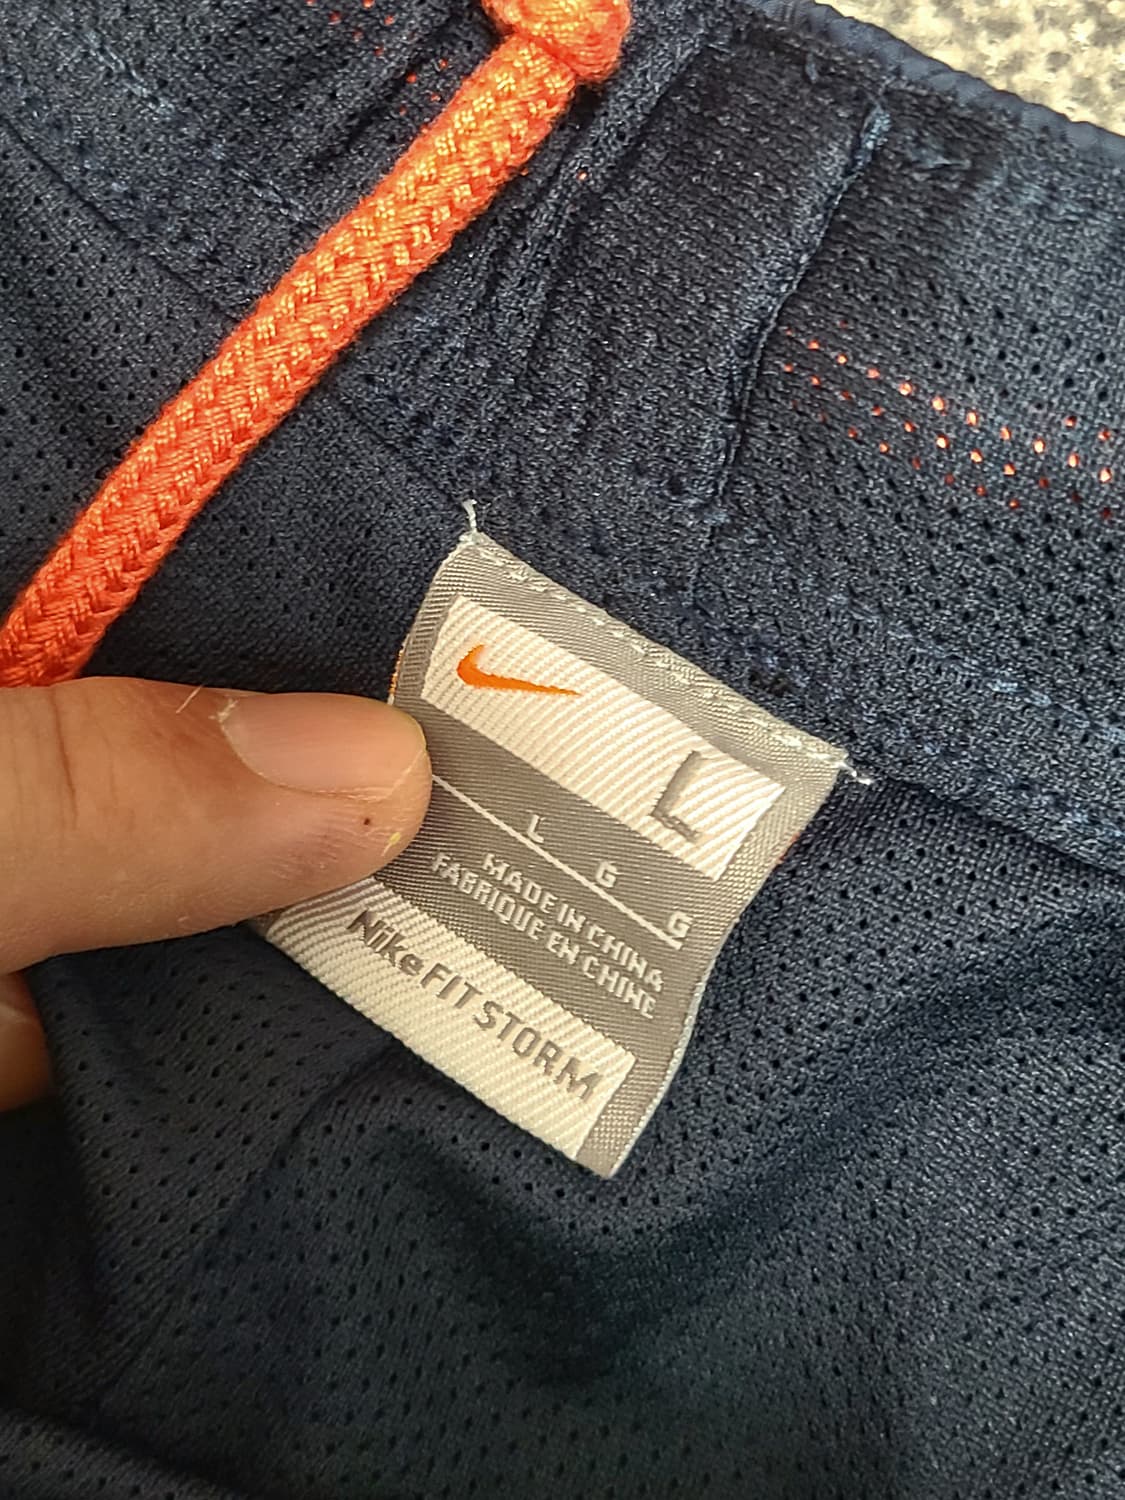 L
L G G
MADE IN CHINA
FABRIQUE EN CHINE
Nike FIT STORM